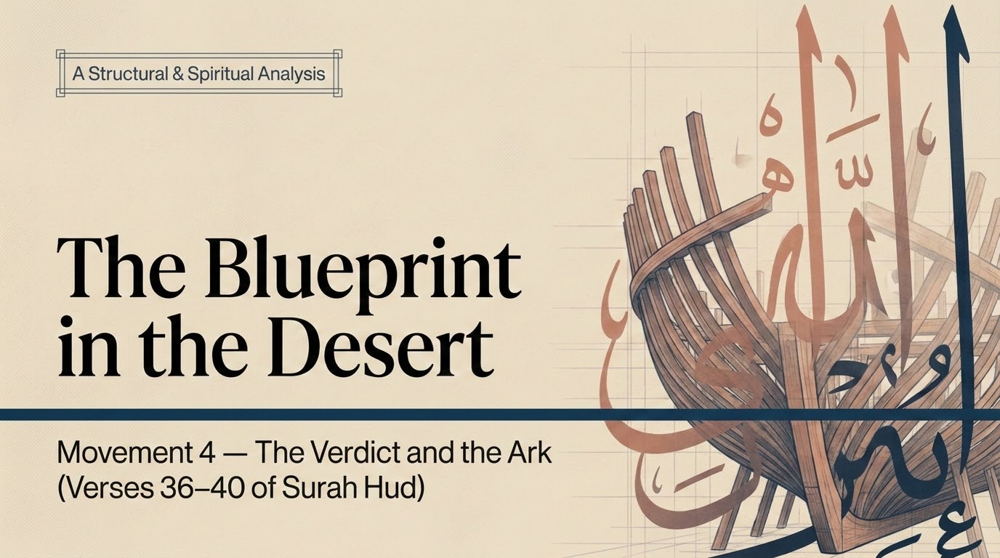 A Structural & Spiritual Analysis
The Blueprint
in the Desert
Movement 4 — The Verdict and the Ark
(Verses 36–40 of Surah Hud)
الله